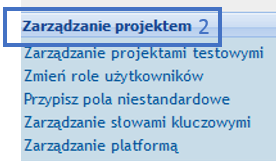 Zarządzanie projektem 2
Zarządzanie projektami testowymi
Zmień role użytkowników
Przypisz pola niestandardowe
Zarządzanie słowami kluczowymi
Zarządzanie platformą